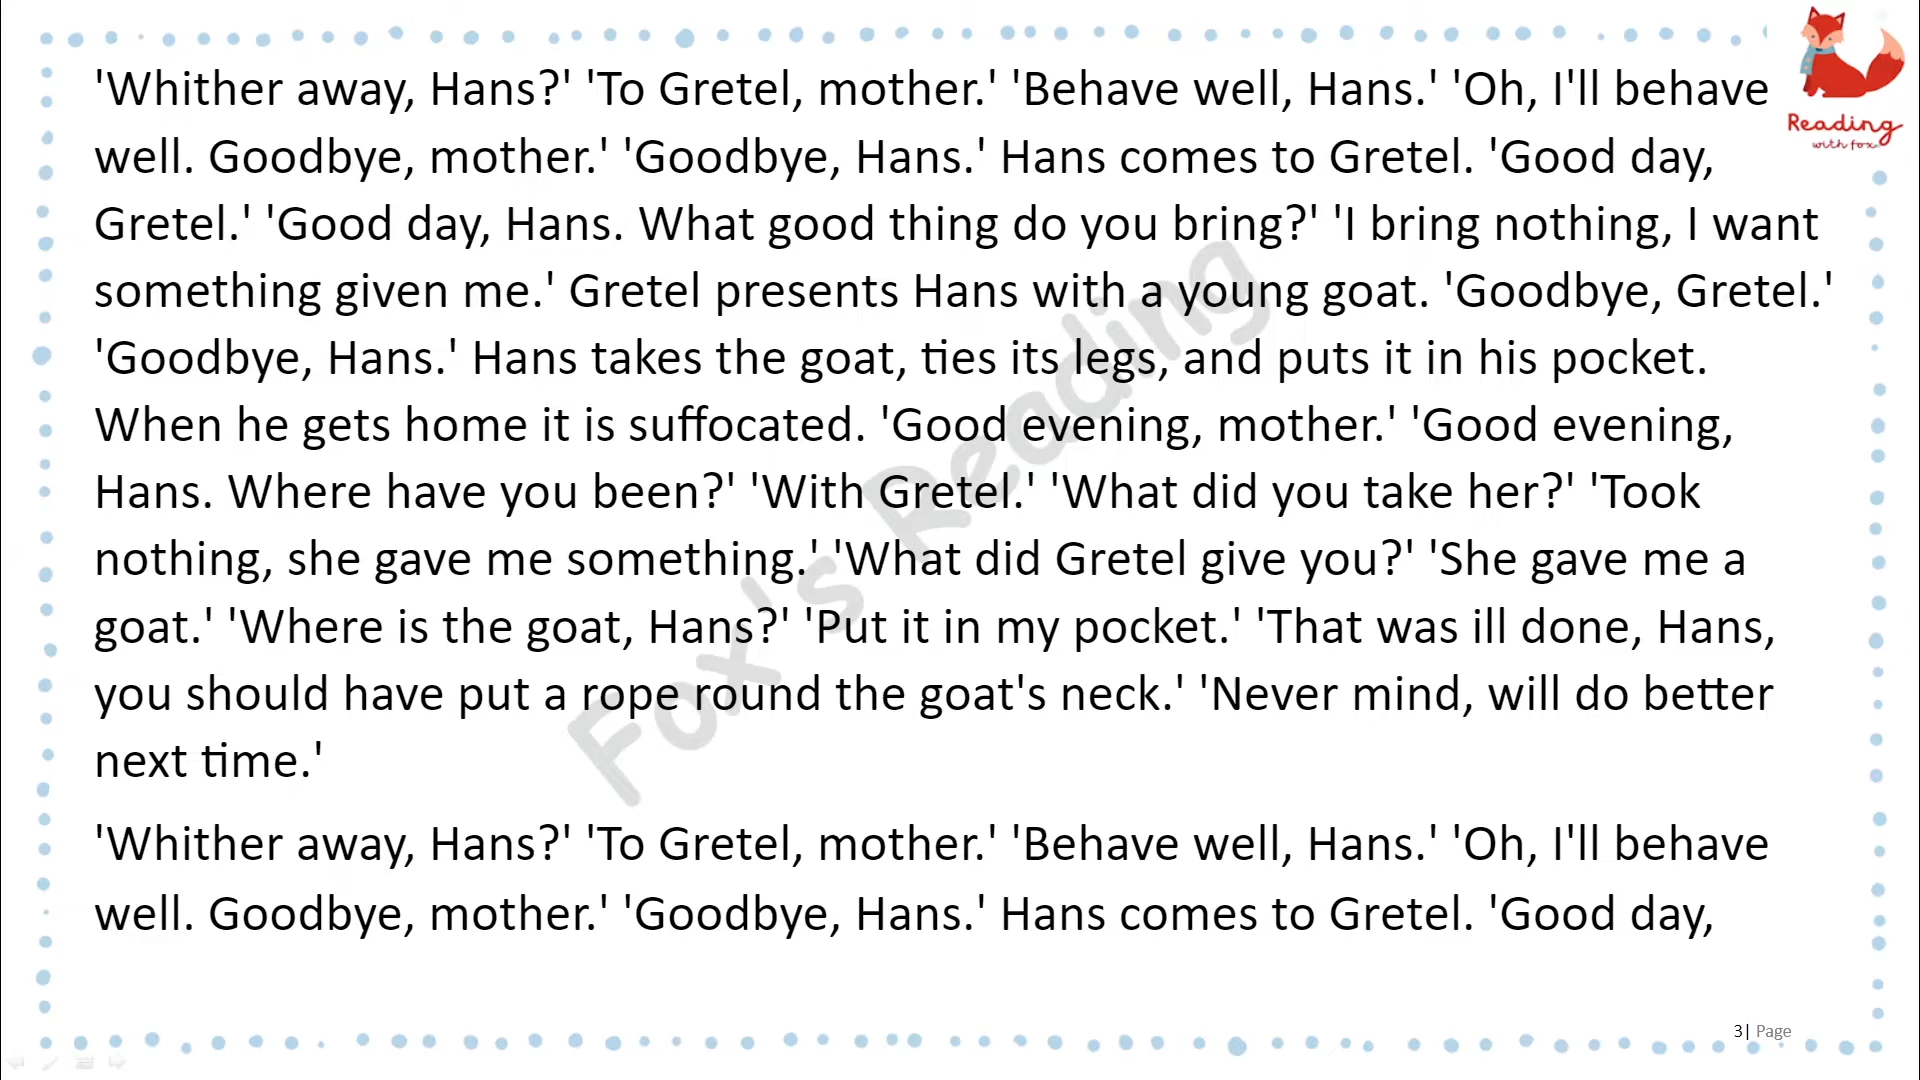 'Whither away, Hans?' 'To Gretel, mother.' 'Behave well, Hans.' 'Oh, I'll behave
well. Goodbye, mother.' 'Goodbye, Hans.' Hans comes to Gretel. 'Good day,
Gretel.' 'Good day, Hans. What good thing do you bring?' 'I bring nothing, I want
something given me.' Gretel presents Hans with a young goat. 'Goodbye, Gretel.'
'Goodbye, Hans.' Hans takes the goat, ties its legs, and puts it in his pocket.
When he gets home it is suffocated. 'Good evening, mother.' 'Good evening,
Hans. Where have you been?' 'With Gretel.' 'What did you take her?' 'Took
nothing, she gave me something.' 'What did Gretel give you?' 'She gave me a
goat.' 'Where is the goat, Hans?' 'Put it in my pocket.' 'That was ill done, Hans,
you should have put a rope round the goat's neck.' 'Never mind, will do better
next time.'
'Whither away, Hans?' 'To Gretel, mother.' 'Behave well, Hans.' 'Oh, I'll behave
well. Goodbye, mother.' 'Goodbye, Hans.' Hans comes to Gretel. 'Good day,
Reading
with fox
Fox's Reading
3| Page